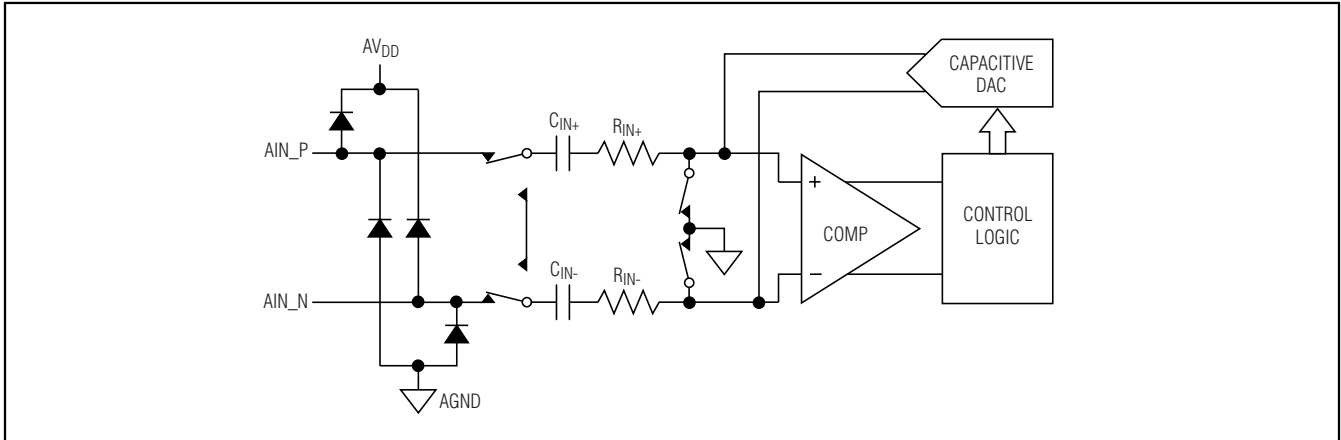 AVDD
CAPACITIVE
DAC
CIN+
RIN+
AIN_P
+
COMP
CONTROL
LOGIC
CIN-
RIN-
−
AIN_N
AGND